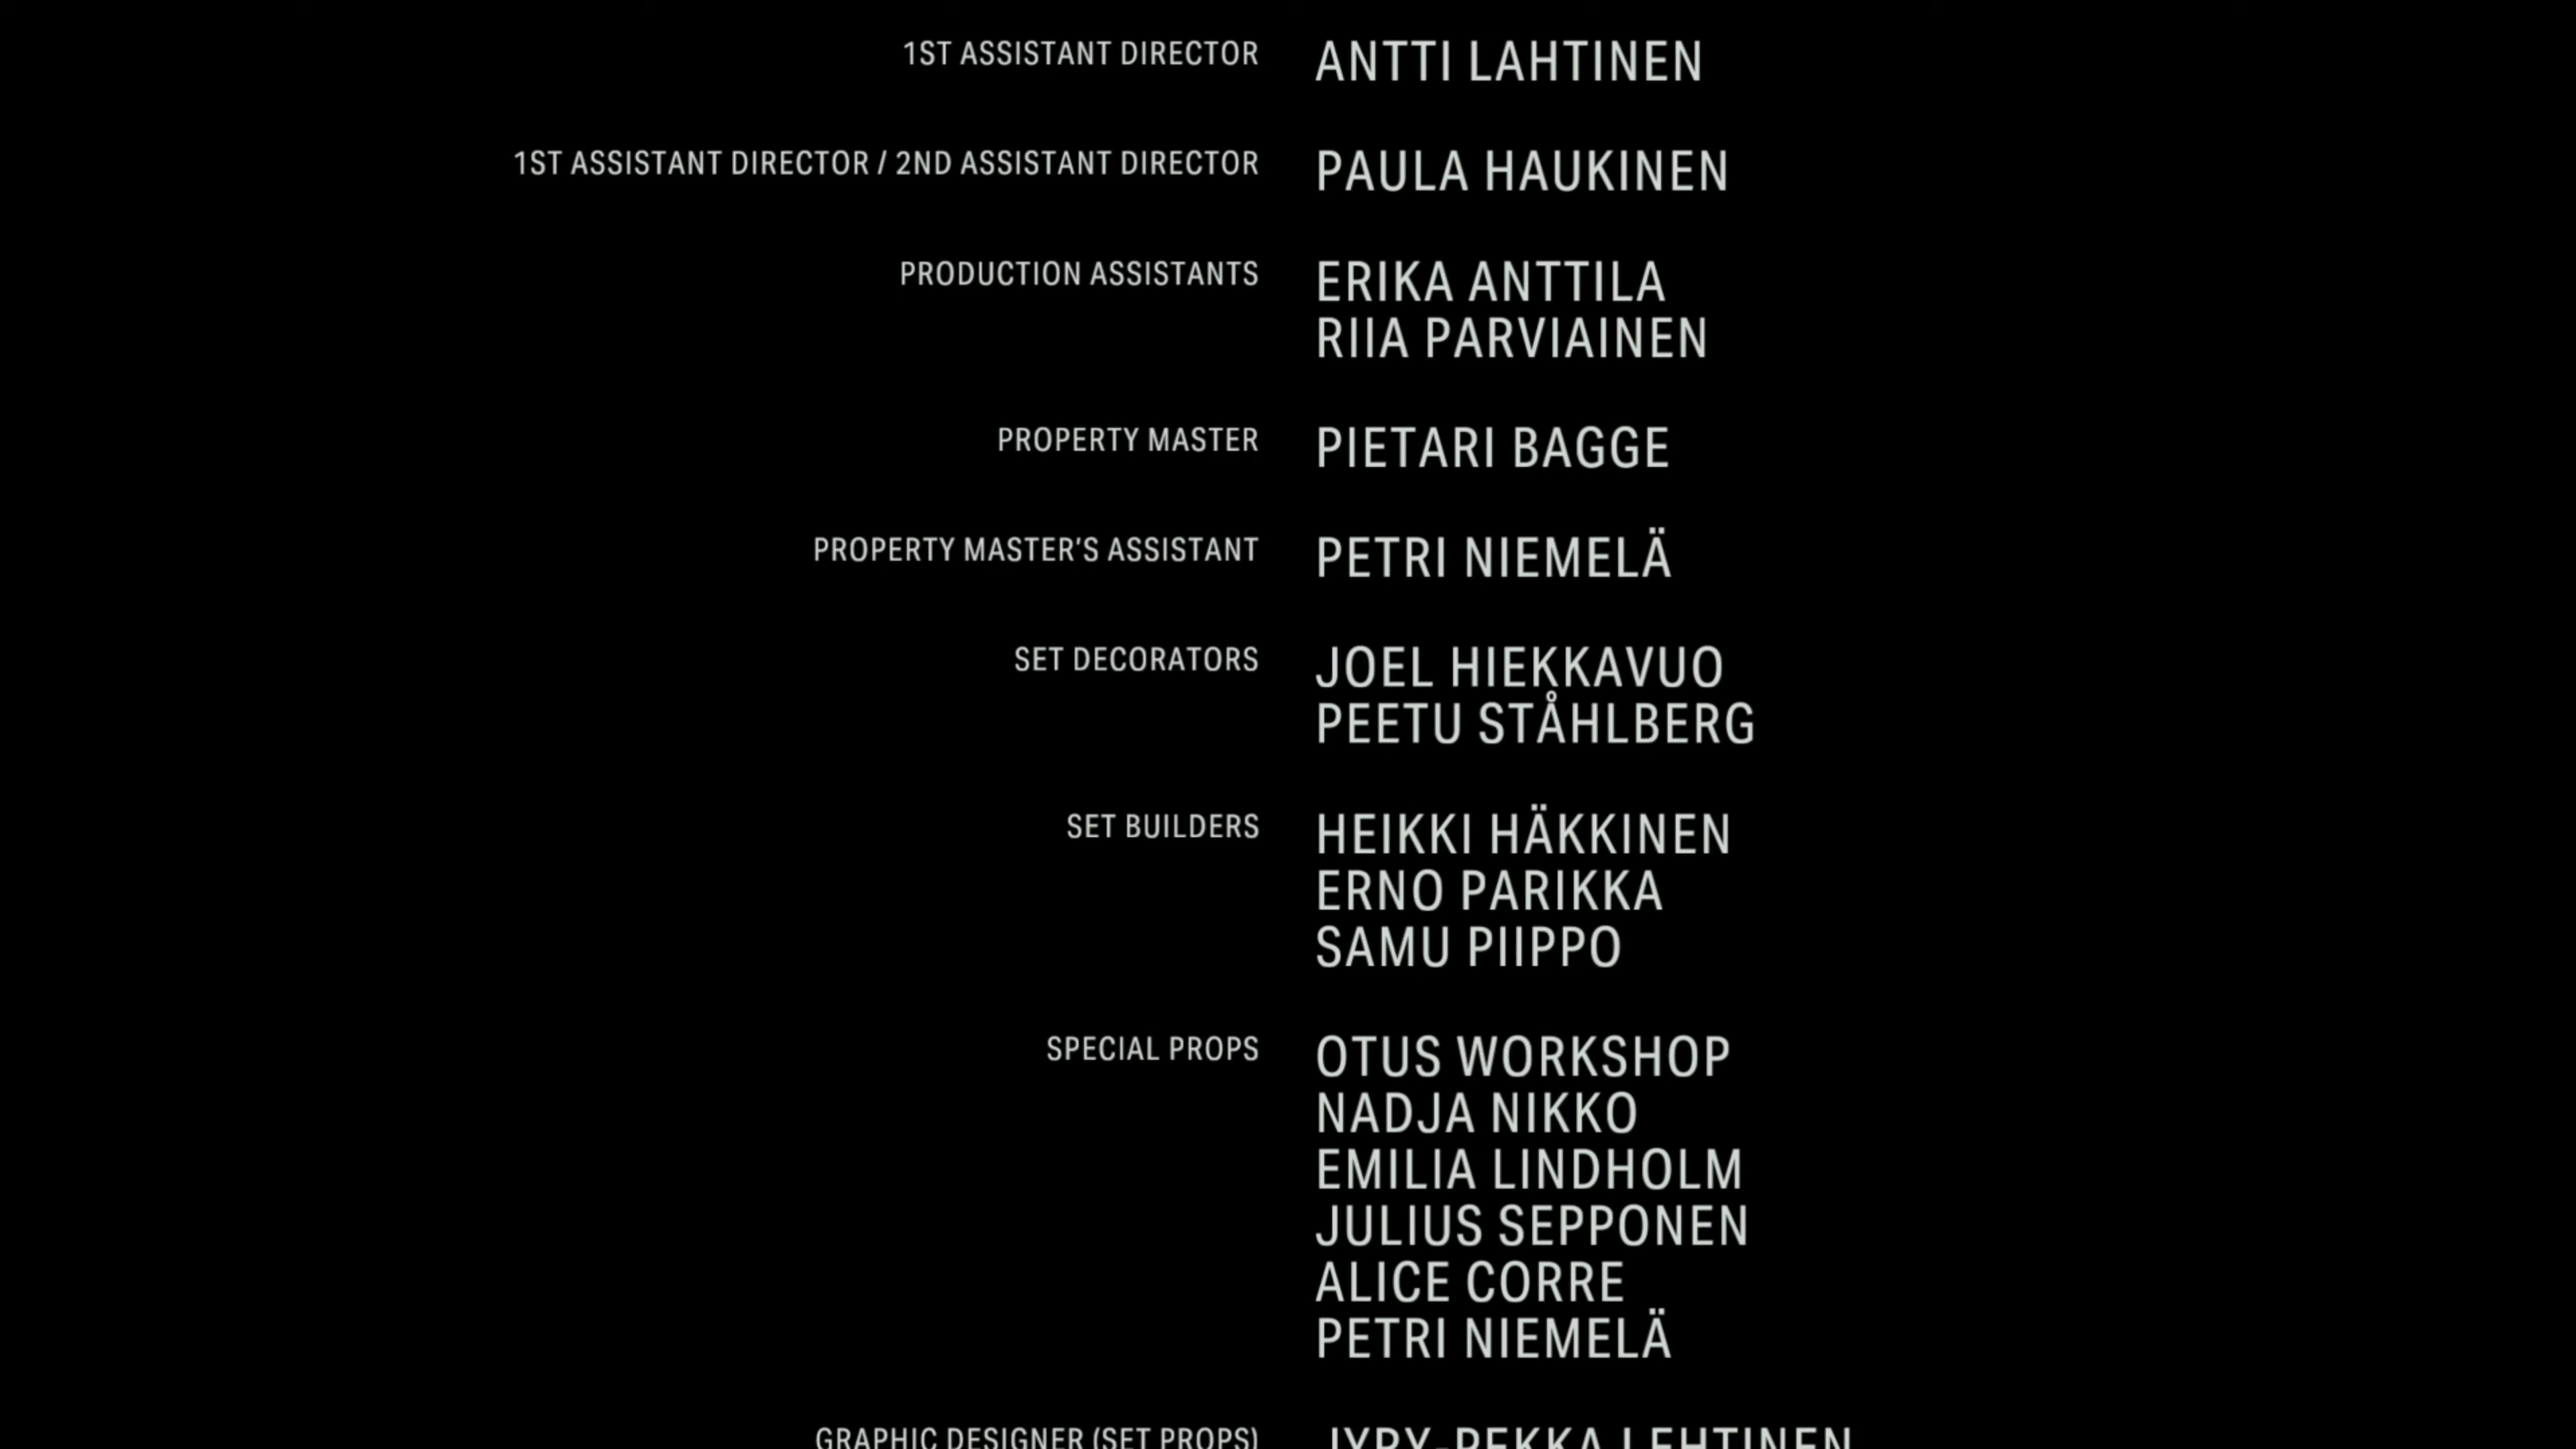 1ST ASSISTANT DIRECTOR ANTTI LAHTINEN
1ST ASSISTANT DIRECTOR / 2ND ASSISTANT DIRECTOR PAULA HAUKINEN
PRODUCTION ASSISTANTS ERIKA ANTTILA
RIIA PARVIAINEN
PROPERTY MASTER PIETARI BAGGE
PROPERTY MASTER’S ASSISTANT PETRI NIEMELÄ
SET DECORATORS JOEL HIEKKAVUO
PEETU STÅHLBERG
SET BUILDERS HEIKKI HÄKKINEN
ERNO PARIKKA
SAMU PIIPPO
SPECIAL PROPS OTUS WORKSHOP
NADJA NIKKO
EMILIA LINDHOLM
JULIUS SEPPONEN
ALICE CORRE
PETRI NIEMELÄ
GRAPHIC DESIGNER (SET PROPS) JYRY-PEKKA LEHTINEN